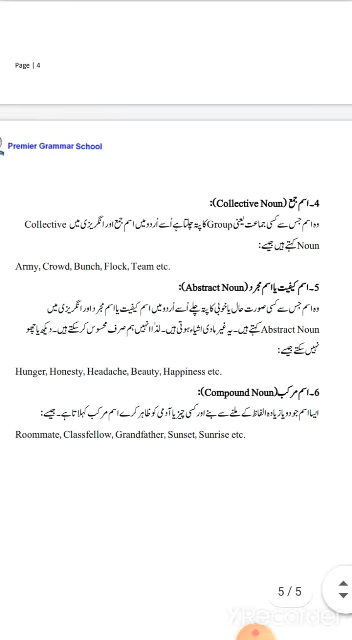 Page | 4
Premier Grammar School
4۔اسم جمع (Collective Noun):
وہ اسم جس سے کسی جماعت یعنی Group کا پتہ چلتا ہے اُسے اُردو میں اسم جمع اور انگریزی میں Collective
Noun کہتے ہیں جیسے:
Army, Crowd, Bunch, Flock, Team etc.
5۔اسم کیفیت یا اسم مجرد (Abstract Noun):
وہ اسم جس سے کسی صورت حال یا خوبی کا پتہ چلے اُسے اُردو میں اسم کیفیت یا اسم مجرد اور انگریزی میں
Abstract Noun کہتے ہیں۔ یہ غیر مادی اشیاء ہوتی ہیں۔ لہٰذا انہیں ہم صرف محسوس کر سکتے ہیں۔ دیکھ یا چھو
نہیں سکتے جیسے:
Hunger, Honesty, Headache, Beauty, Happiness etc.
6۔اسم مرکب (Compound Noun):
ایسا اسم جو دو یا زیادہ الفاظ کے ملنے سے بنے اور کسی چیز یا آدمی کو ظاہر کرے اسم مرکب کہلاتا ہے۔ جیسے:
Roommate, Classfellow, Grandfather, Sunset, Sunrise etc.
5 / 5
XRecorder